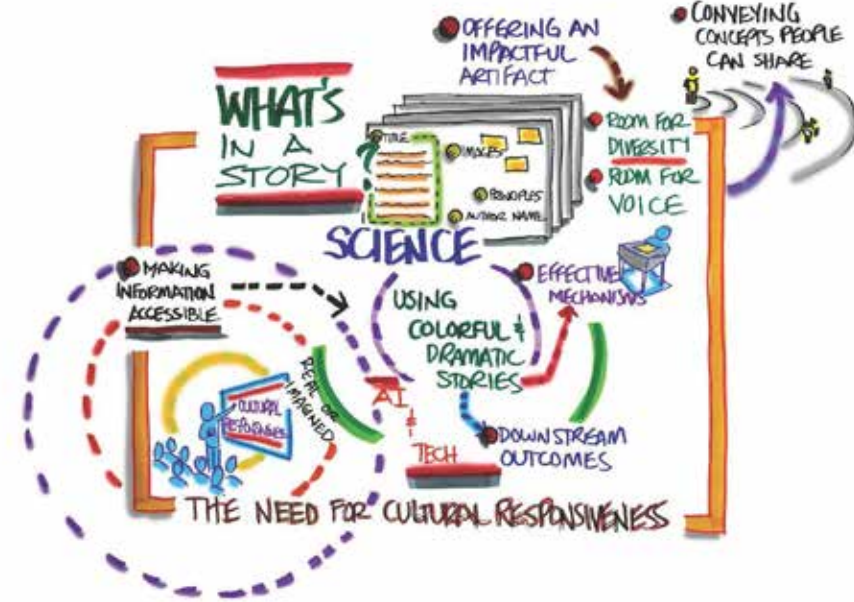 OFFERING AN
IMPACTFUL
ARTIFACT
CONVEYING
CONCEPTS PEOPLE
CAN SHARE
WHAT'S
IN A
STORY
TITLE
IMAGES
PRINCIPLES
AUTHOR NAME
ROOM FOR
DIVERSITY
ROOM FOR
VOICE
SCIENCE
MAKING
INFORMATION
ACCESSIBLE
USING
COLORFUL &
DRAMATIC
STORIES
EFFECTIVE
MECHANISMS
REAL OR
IMAGINED
CULTURAL
RESPONSIVENESS
AI
&
TECH
DOWNSTREAM
OUTCOMES
THE NEED FOR CULTURAL RESPONSIVENESS